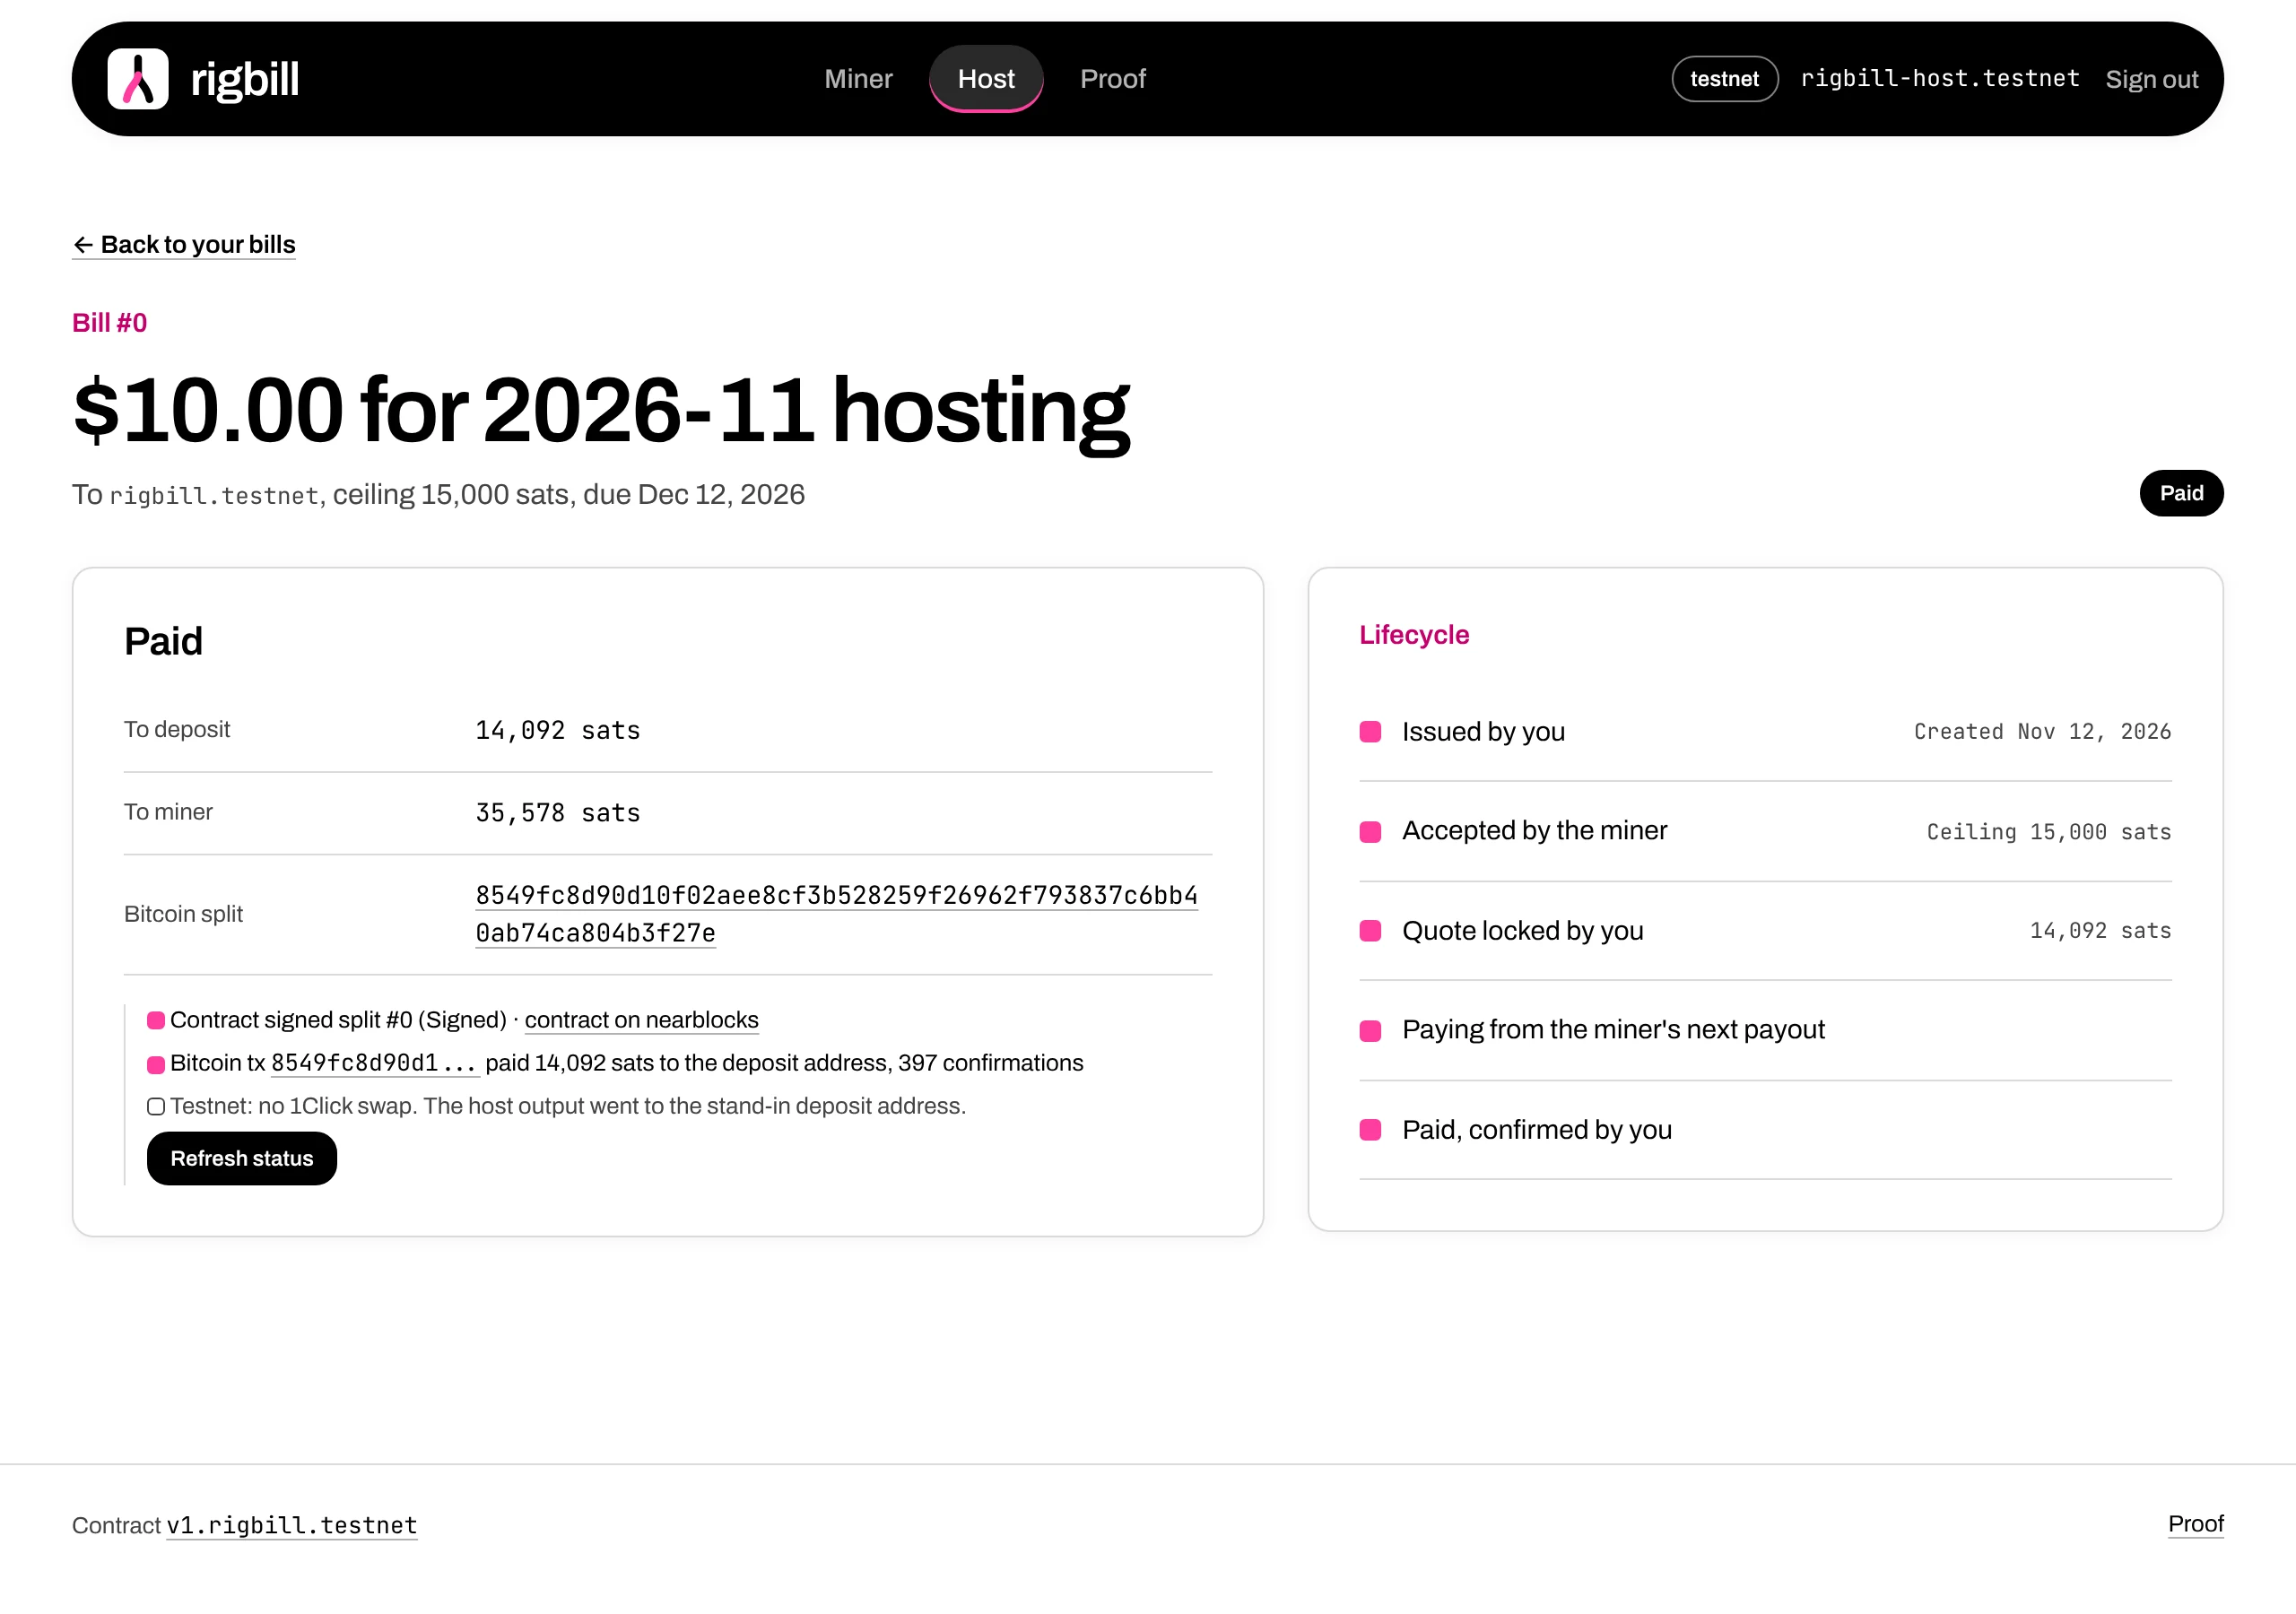 rigbill
Miner
Host
Proof
testnet
rigbill-host.testnet
Sign out
← Back to your bills
Bill #0
$10.00 for 2026-11 hosting
To rigbill.testnet, ceiling 15,000 sats, due Dec 12, 2026
Paid
Paid
To deposit
14,092 sats
To miner
35,578 sats
Bitcoin split
8549fc8d90d10f02aee8cf3b528259f26962f793837c6bb4
0ab74ca804b3f27e
Contract signed split #0 (Signed) · contract on nearblocks
Bitcoin tx 8549fc8d90d1... paid 14,092 sats to the deposit address, 397 confirmations
Testnet: no 1Click swap. The host output went to the stand-in deposit address.
Refresh status
Lifecycle
Issued by you
Created Nov 12, 2026
Accepted by the miner
Ceiling 15,000 sats
Quote locked by you
14,092 sats
Paying from the miner's next payout
Paid, confirmed by you
Contract v1.rigbill.testnet
Proof